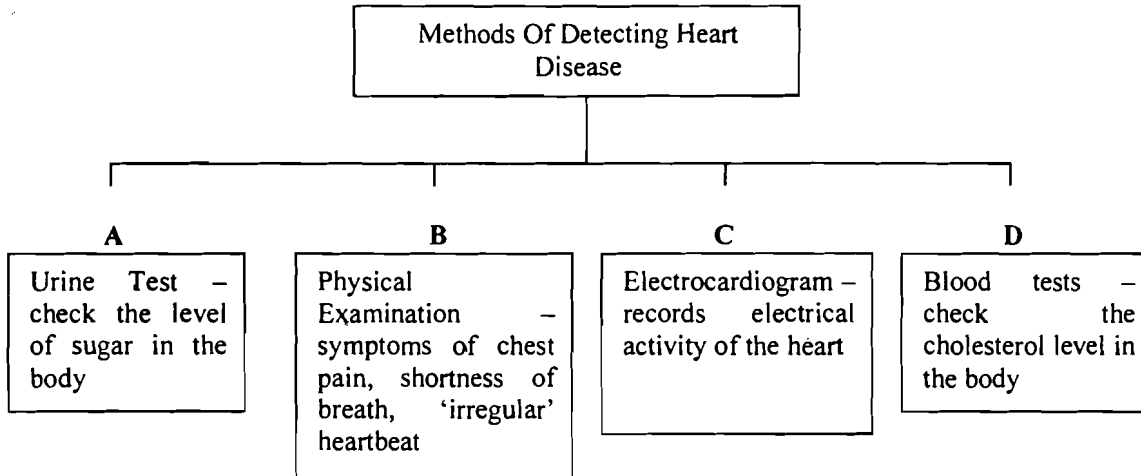 Methods Of Detecting Heart
Disease
A
Urine Test –
check the level
of sugar in the
body
B
Physical
Examination –
symptoms of chest
pain, shortness of
breath, ‘irregular’
heartbeat
C
Electrocardiogram –
records electrical
activity of the heart
D
Blood tests –
check the
cholesterol level in
the body